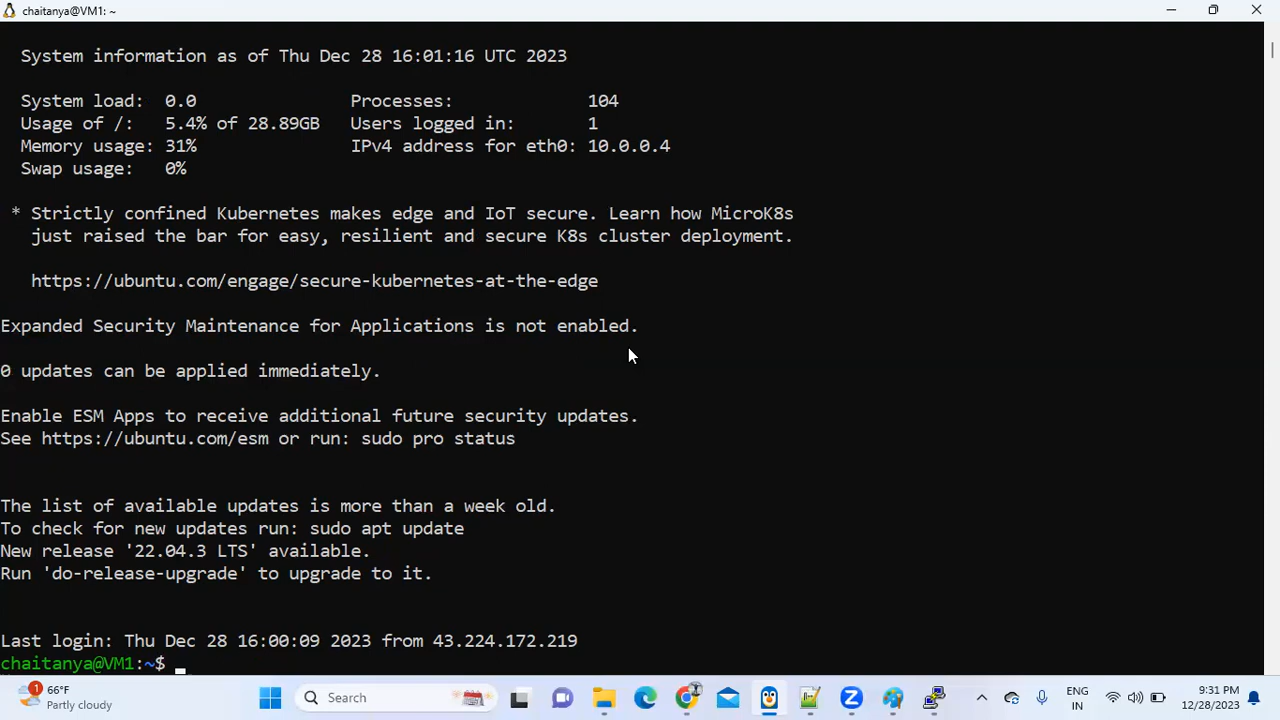 chaitanya@VM1: ~
System information as of Thu Dec 28 16:01:16 UTC 2023
System load: 0.0 Processes: 104
Usage of /: 5.4% of 28.89GB Users logged in: 1
Memory usage: 31% IPv4 address for eth0: 10.0.0.4
Swap usage: 0%
* Strictly confined Kubernetes makes edge and IoT secure. Learn how MicroK8s
just raised the bar for easy, resilient and secure K8s cluster deployment.
https://ubuntu.com/engage/secure-kubernetes-at-the-edge
Expanded Security Maintenance for Applications is not enabled.
0 updates can be applied immediately.
Enable ESM Apps to receive additional future security updates.
See https://ubuntu.com/esm or run: sudo pro status
The list of available updates is more than a week old.
To check for new updates run: sudo apt update
New release '22.04.3 LTS' available.
Run 'do-release-upgrade' to upgrade to it.
Last login: Thu Dec 28 16:00:09 2023 from 43.224.172.219
chaitanya@VM1:~$
1
66°F
Partly cloudy
Search
ENG
IN
9:31 PM
12/28/2023